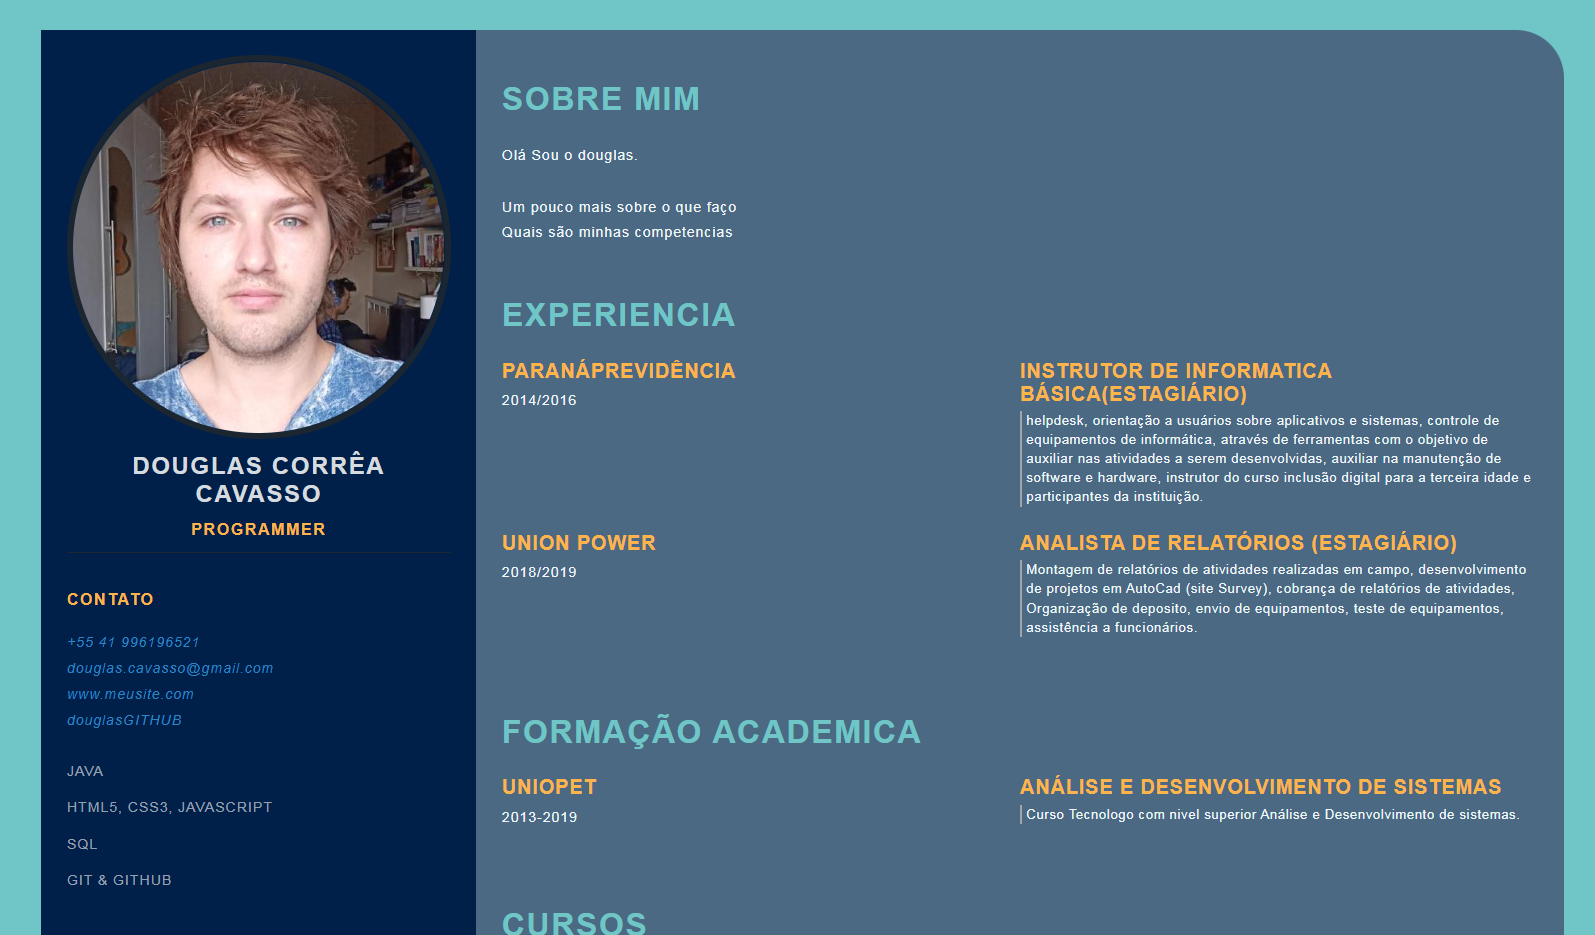 DOUGLAS CORRÊA
CAVASSO
PROGRAMMER
CONTATO
+55 41 996196521
douglas.cavasso@gmail.com
www.meusite.com
douglasGITHUB
JAVA
HTML5, CSS3, JAVASCRIPT
SQL
GIT & GITHUB
SOBRE MIM
Olá Sou o douglas.
Um pouco mais sobre o que faço
Quais são minhas competencias
EXPERIENCIA
PARANÁPREVIDÊNCIA
2014/2016
INSTRUTOR DE INFORMATICA
BÁSICA(ESTAGIÁRIO)
helpdesk, orientação a usuários sobre aplicativos e sistemas, controle de
equipamentos de informática, através de ferramentas com o objetivo de
auxiliar nas atividades a serem desenvolvidas, auxiliar na manutenção de
software e hardware, instrutor do curso inclusão digital para a terceira idade e
participantes da instituição.
UNION POWER
2018/2019
ANALISTA DE RELATÓRIOS (ESTAGIÁRIO)
Montagem de relatórios de atividades realizadas em campo, desenvolvimento
de projetos em AutoCad (site Survey), cobrança de relatórios de atividades,
Organização de deposito, envio de equipamentos, teste de equipamentos,
assistência a funcionários.
FORMAÇÃO ACADEMICA
UNIOPET
2013-2019
ANÁLISE E DESENVOLVIMENTO DE SISTEMAS
Curso Tecnologo com nivel superior Análise e Desenvolvimento de sistemas.
CURSOS